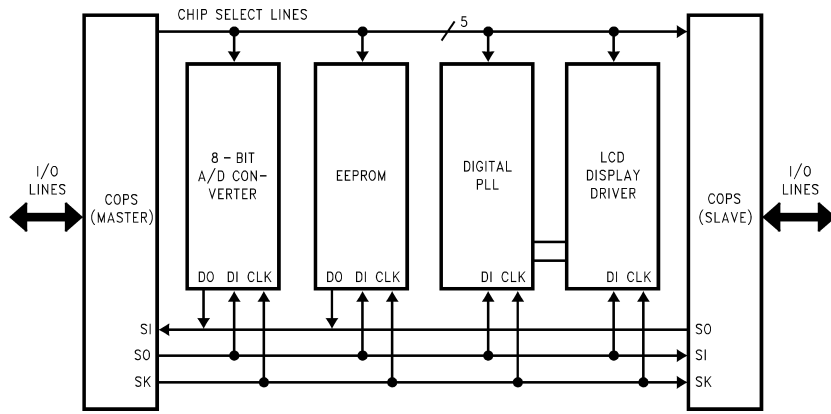 CHIP SELECT LINES
5
I/O
LINES
COPS
(MASTER)
8 – BIT
A/D CON-
VERTER
EEPROM
DIGITAL
PLL
LCD
DISPLAY
DRIVER
COPS
(SLAVE)
I/O
LINES
DO DI CLK
DO DI CLK
DI CLK
DI CLK
SI
SO
SO
SI
SK
SK